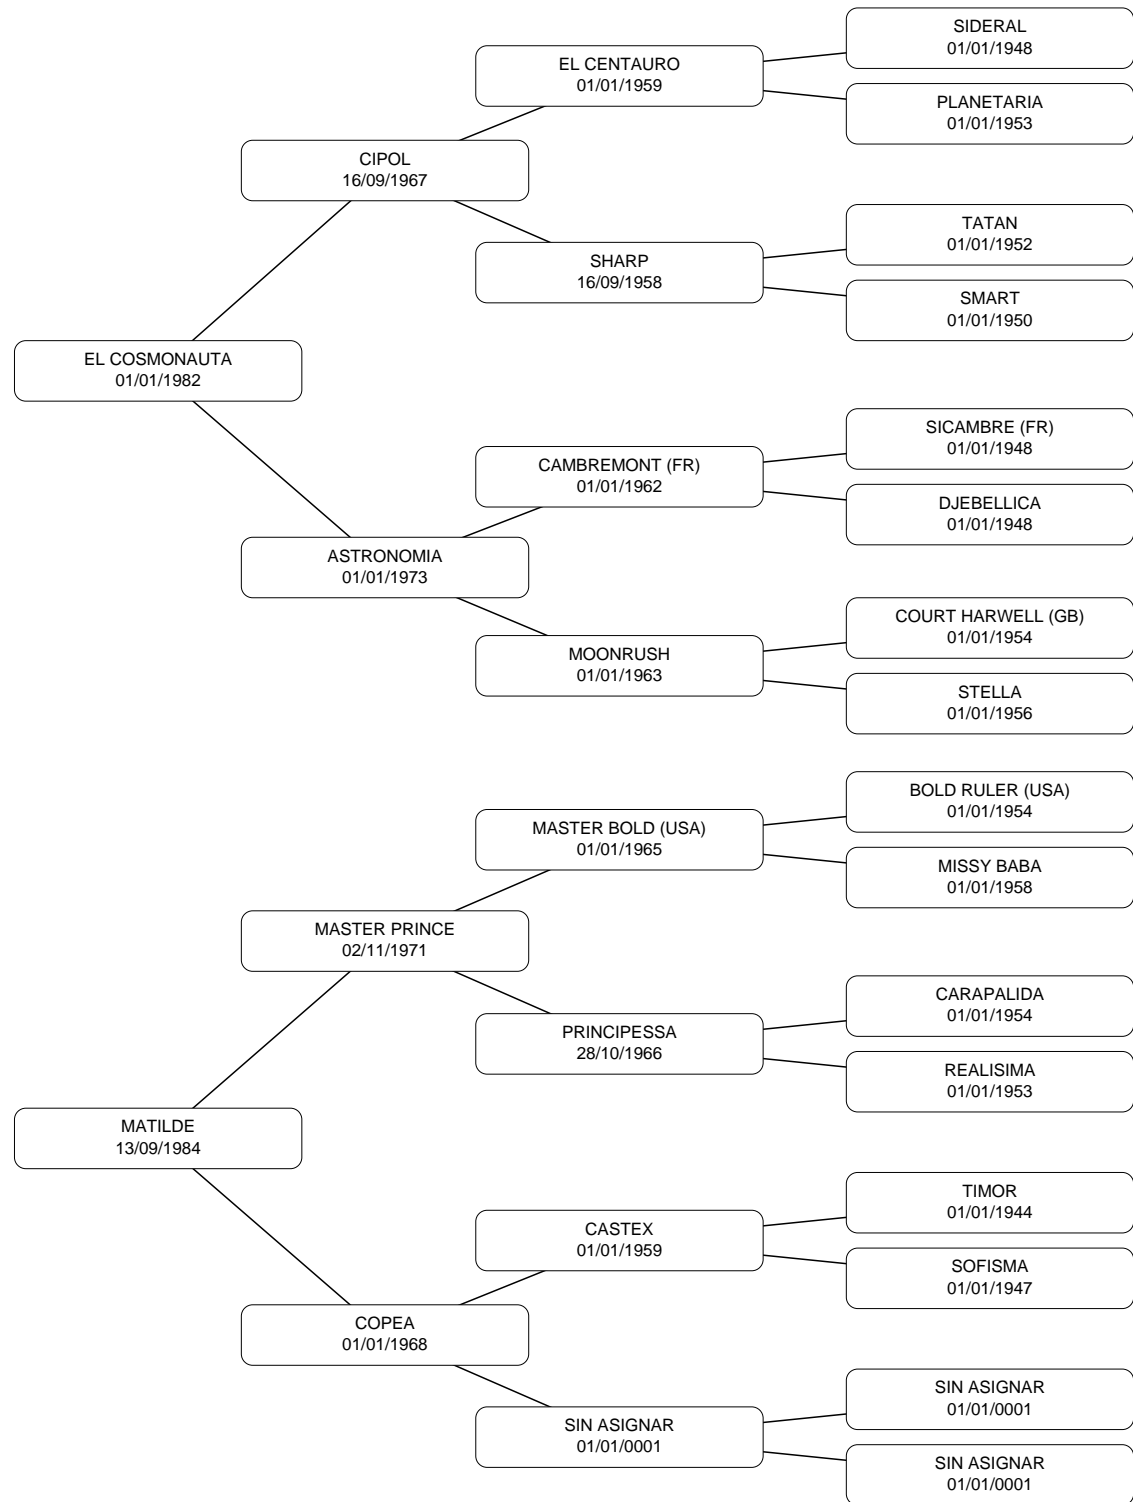 SIDERAL
01/01/1948
EL CENTAURO
01/01/1959
PLANETARIA
01/01/1953
CIPOL
16/09/1967
TATAN
01/01/1952
SHARP
16/09/1958
SMART
01/01/1950
EL COSMONAUTA
01/01/1982
SICAMBRE (FR)
01/01/1948
CAMBREMONT (FR)
01/01/1962
DJEBELLICA
01/01/1948
ASTRONOMIA
01/01/1973
COURT HARWELL (GB)
01/01/1954
MOONRUSH
01/01/1963
STELLA
01/01/1956
BOLD RULER (USA)
01/01/1954
MASTER BOLD (USA)
01/01/1965
MISSY BABA
01/01/1958
MASTER PRINCE
02/11/1971
CARAPALIDA
01/01/1954
PRINCIPESSA
28/10/1966
REALISIMA
01/01/1953
MATILDE
13/09/1984
TIMOR
01/01/1944
CASTEX
01/01/1959
SOFISMA
01/01/1947
COPEA
01/01/1968
SIN ASIGNAR
01/01/0001
SIN ASIGNAR
01/01/0001
SIN ASIGNAR
01/01/0001